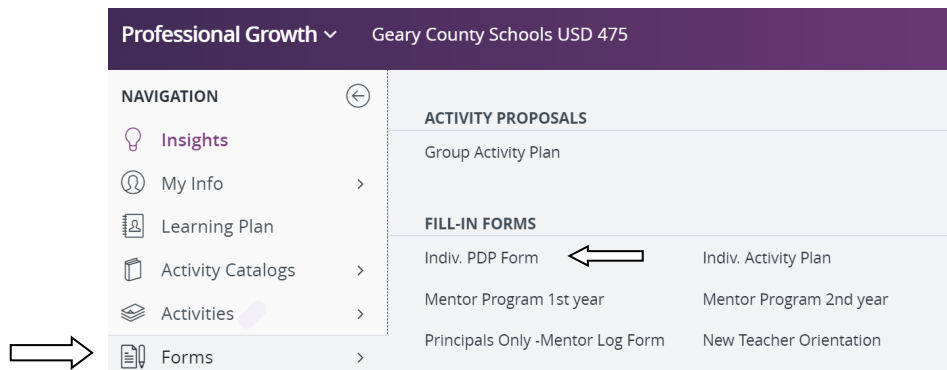 Professional Growth Geary County Schools USD 475
NAVIGATION
Insights
My Info
Learning Plan
Activity Catalogs
Activities
Forms
ACTIVITY PROPOSALS
Group Activity Plan
FILL-IN FORMS
Indiv. PDP Form Indiv. Activity Plan
Mentor Program 1st year Mentor Program 2nd year
Principals Only -Mentor Log Form New Teacher Orientation